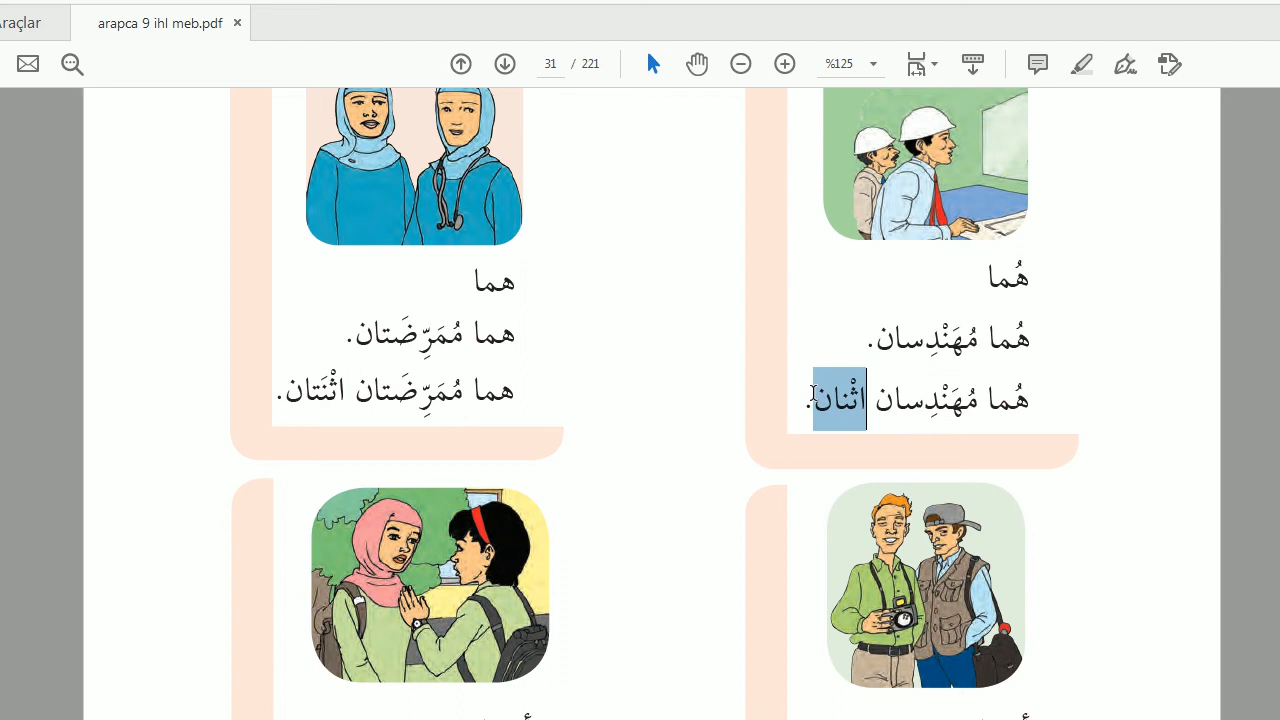 Araçlar
arapca 9 ihl meb.pdf ×
31 / 221
%125
هُما
هُما مُهَنْدِسان.
هُما مُهَنْدِسان اثْنان.
هما
هما مُمَرِّضَتان.
هما مُمَرِّضَتان اثْنَتان.